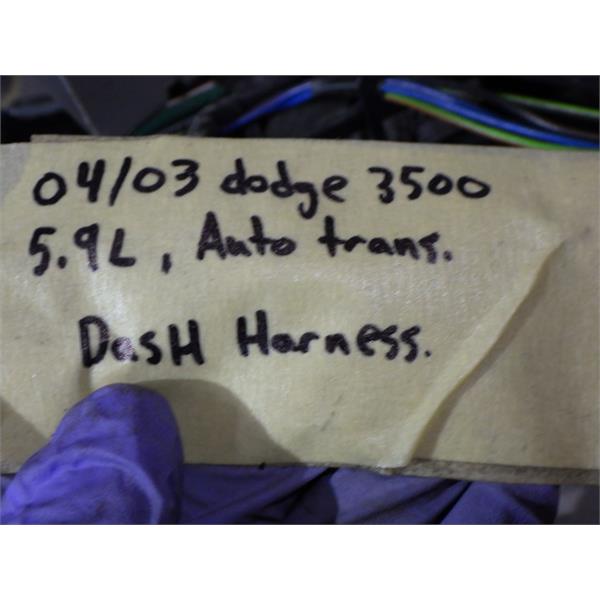 04/03 dodge 3500
5.9L, Auto trans.
DasH Harness.